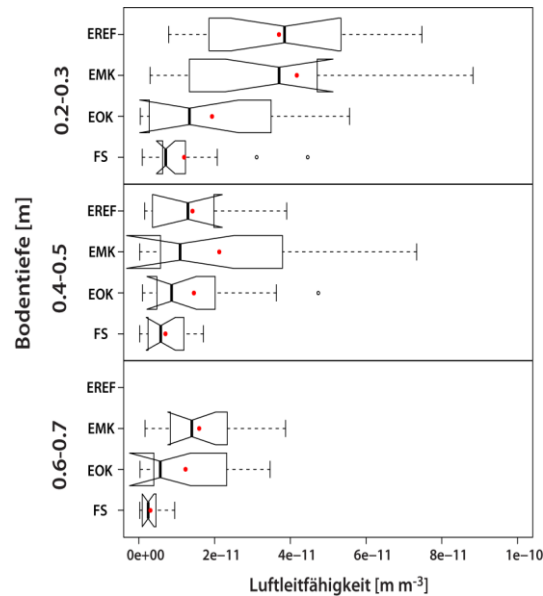 Bodentiefe [m]
0.2-0.3
EREF
EMK
EOK
FS
0.4-0.5
EREF
EMK
EOK
FS
0.6-0.7
EREF
EMK
EOK
FS
0e+00 2e-11 4e-11 6e-11 8e-11 1e-10
Luftleitfähigkeit [m m⁻³]